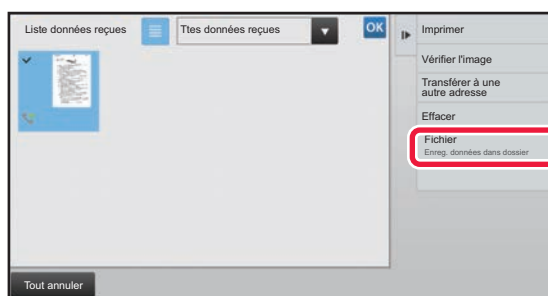 Liste données reçues
Ttes données reçues
OK
Imprimer
Vérifier l'image
Transférer à une
autre adresse
Effacer
Fichier
Enreg. données dans dossier
Tout annuler